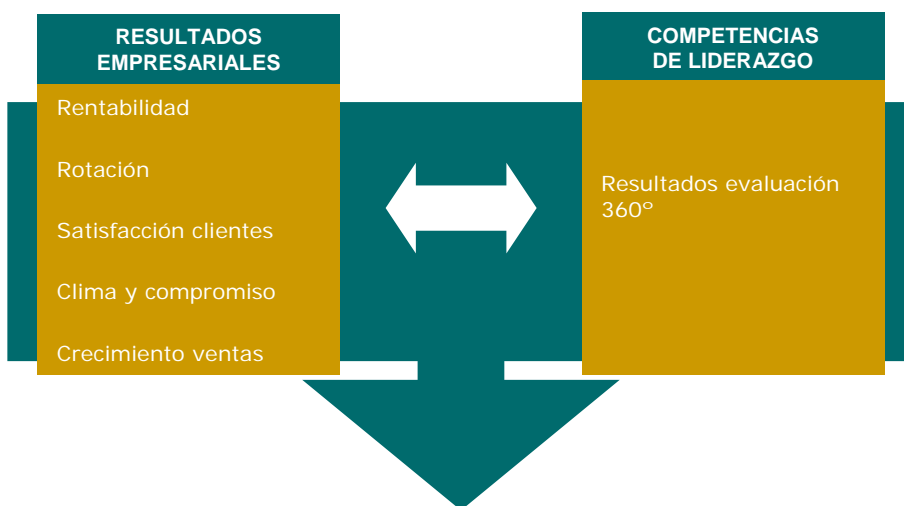 RESULTADOS
EMPRESARIALES
Rentabilidad
Rotación
Satisfacción clientes
Clima y compromiso
Crecimiento ventas
COMPETENCIAS
DE LIDERAZGO
Resultados evaluación
360º